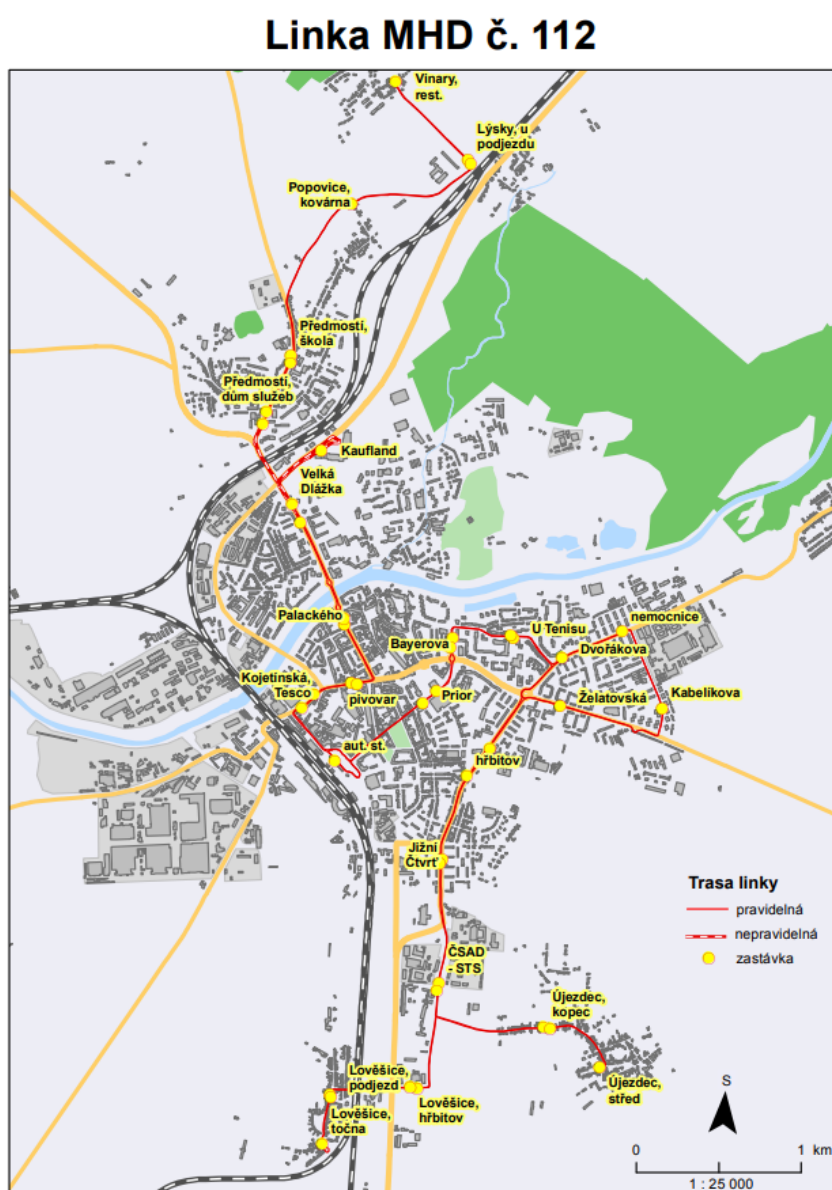 Linka MHD č. 112
Vinary,
rest.
Lýsky, u
podjezdu
Popovice,
kovárna
Předmostí,
škola
Předmostí,
dům služeb
Kaufland
Velká
Dlážka
Palackého
Bayerova
U Tenisu
nemocnice
Dvořákova
Kojetínská,
Tesco
pivovar
Prior
Želatovská
Kabelíkova
aut. st.
hřbitov
Jižní
Čtvrť
Trasa linky
pravidelná
nepravidelná
zastávka
ČSAD
- STS
Újezdec,
kopec
Lověšice,
podjezd
Lověšice,
hřbitov
Újezdec,
střed
Lověšice,
točna
S
0 1 km
1 : 25 000